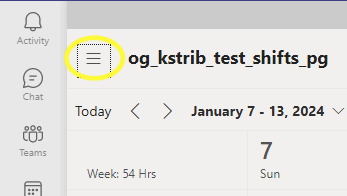 Activity
og_kstrib_test_shifts_pg
Chat
Today January 7 - 13, 2024
Teams
7
Week: 54 Hrs Sun